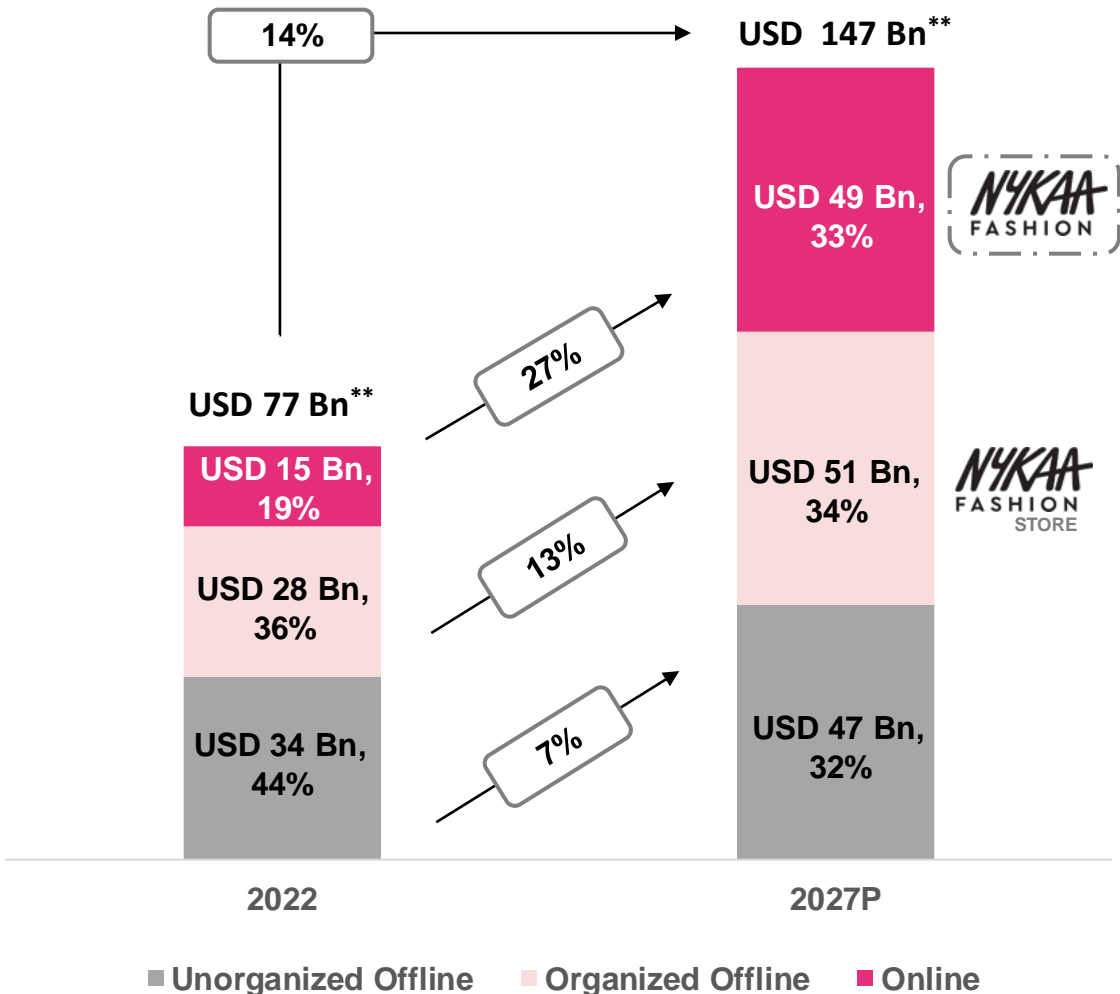 14%
USD 147 Bn**
USD 49 Bn,
33%
NYKAA
FASHION
27%
USD 77 Bn**
USD 15 Bn,
19%
USD 51 Bn,
34%
NYKAA
FASHION
STORE
13%
USD 28 Bn,
36%
USD 34 Bn,
44%
7%
USD 47 Bn,
32%
2022
2027P
Unorganized Offline
Organized Offline
Online